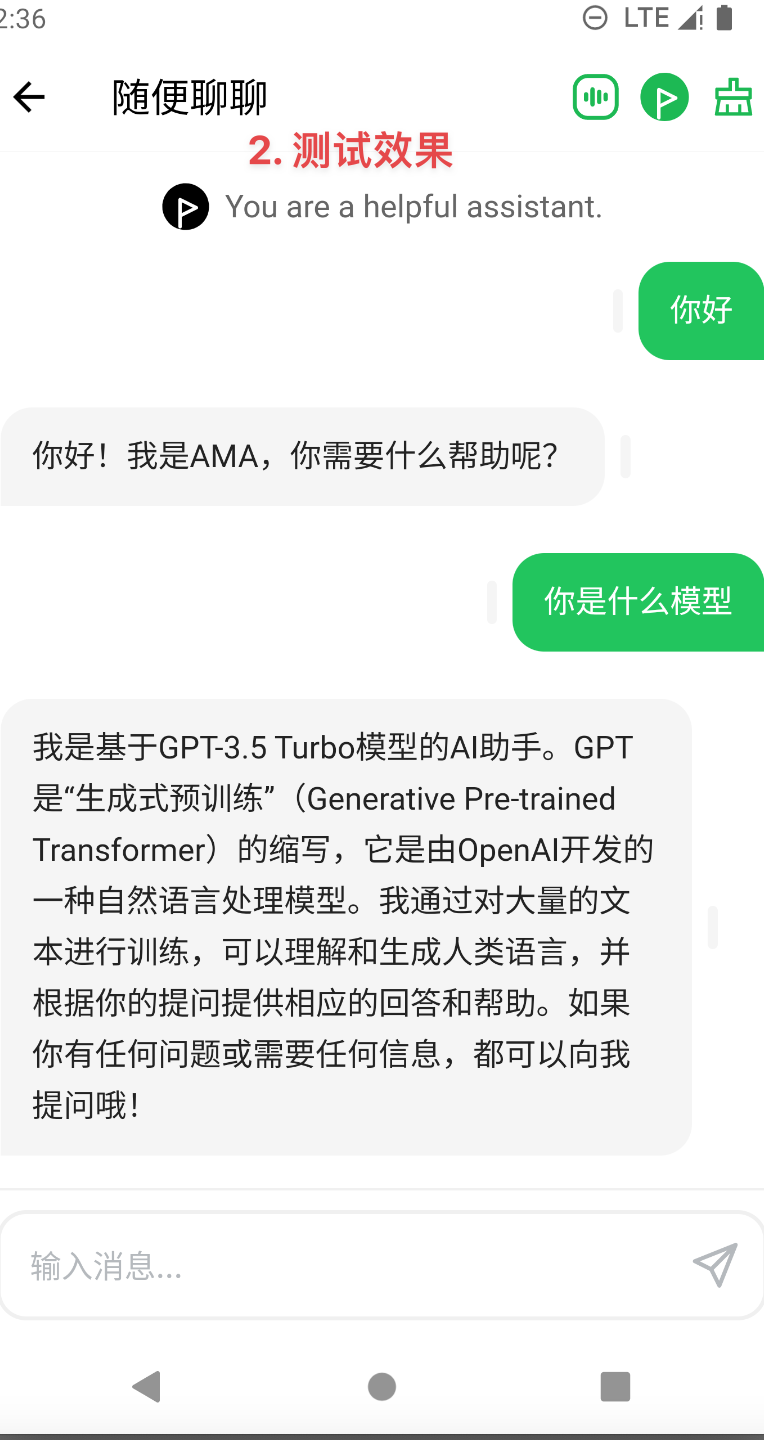 2:36
LTE
随便聊聊
2. 测试效果
You are a helpful assistant.
你好
你好！我是AMA，你需要什么帮助呢？
你是什么模型
我是基于GPT-3.5 Turbo模型的AI助手。GPT
是“生成式预训练”（Generative Pre-trained
Transformer）的缩写，它是由OpenAI开发的
一种自然语言处理模型。我通过对大量的文
本进行训练，可以理解和生成人类语言，并
根据你的提问提供相应的回答和帮助。如果
你有任何问题或需要任何信息，都可以向我
提问哦！
输入消息...